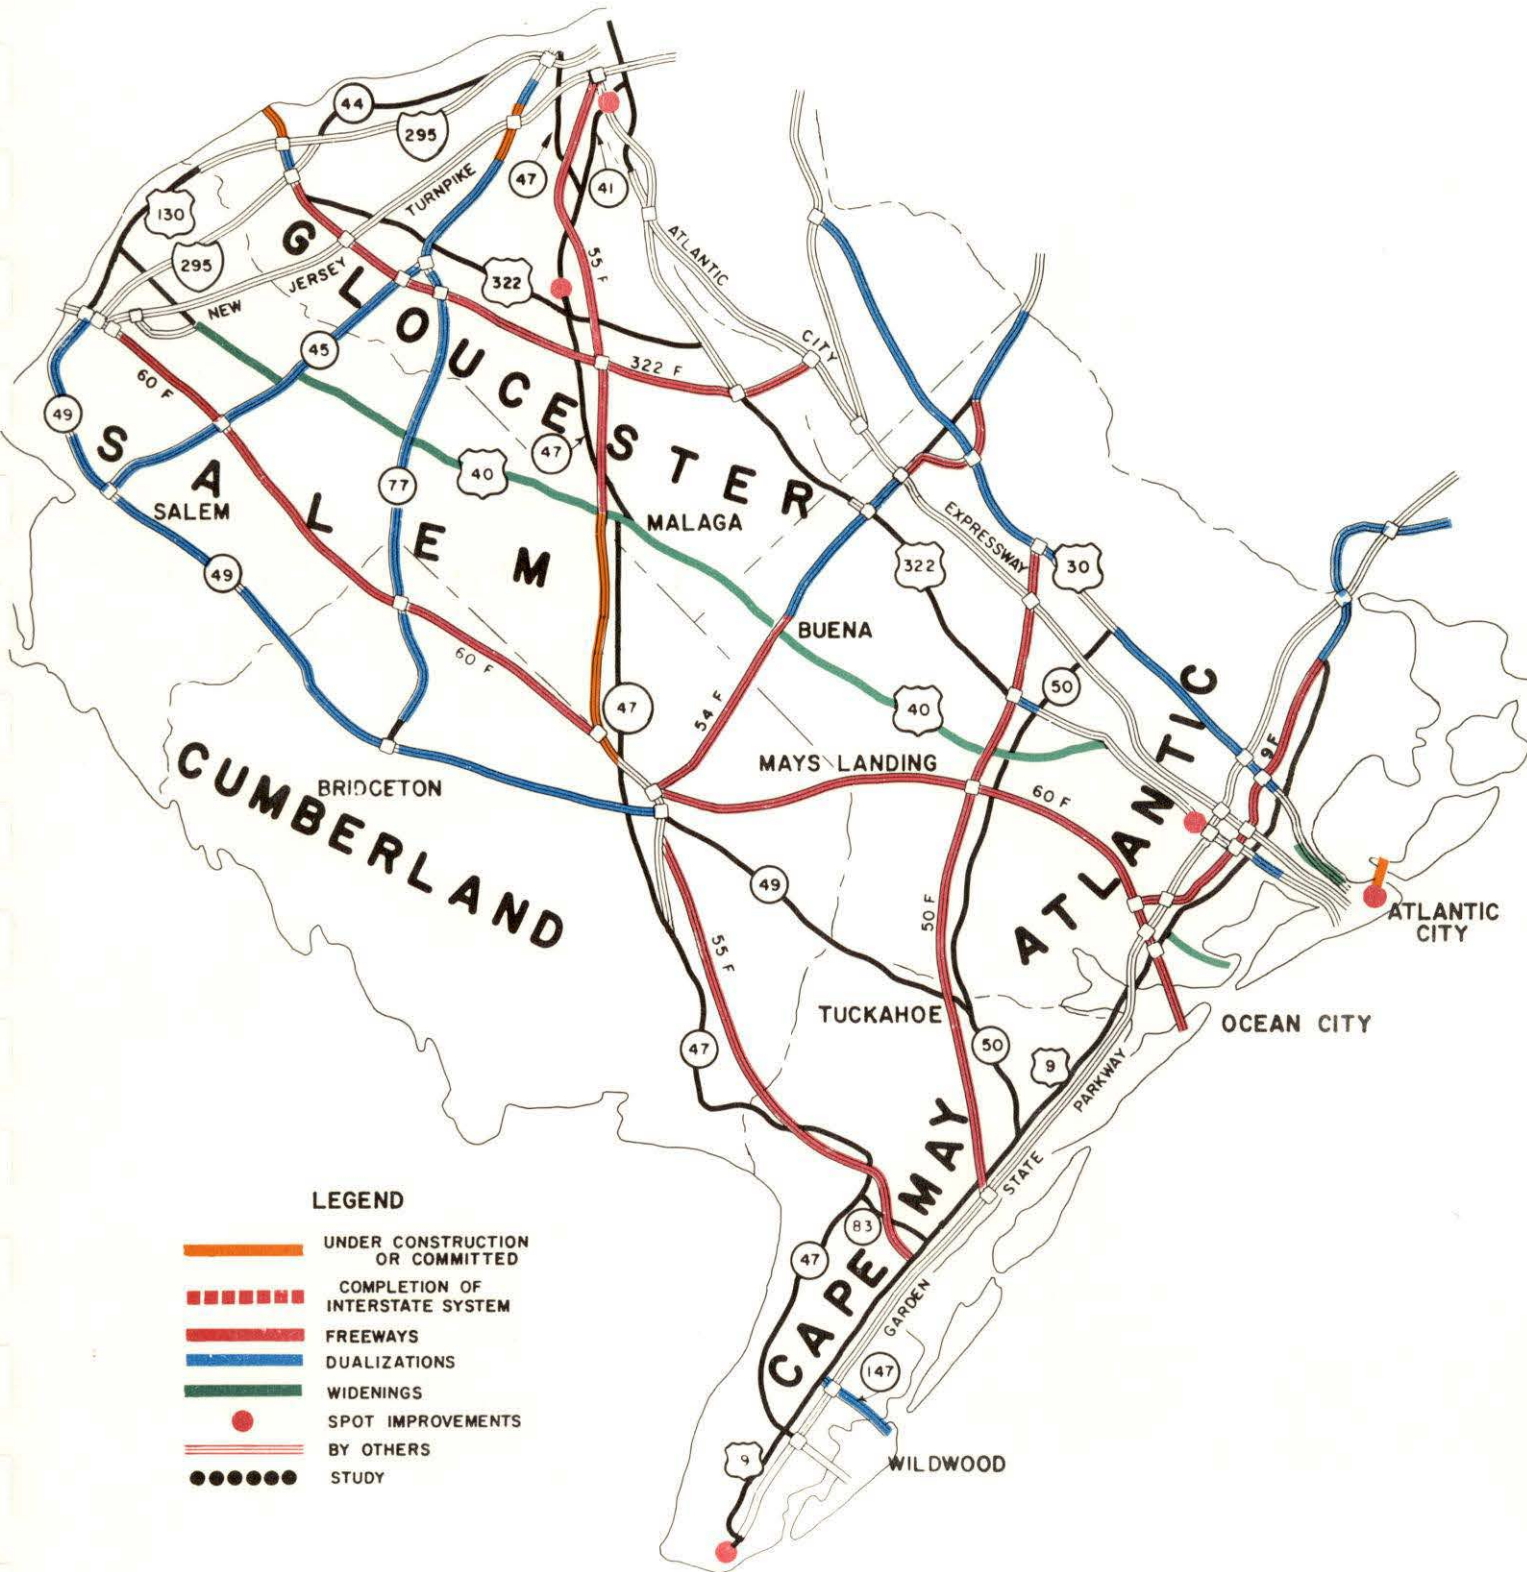 44
295
47
41
TURNPIKE
130
295
JERSEY
NEW
GLOUCESTER
322
55 F
ATLANTIC
CITY
EXPRESSWAY
45
60 F
49
322 F
47
40
77
SALEM
SALEM
MALAGA
49
322
30
BUENA
60 F
47
54 F
40
50
CUMBERLAND
BRIDGETON
MAYS LANDING
60 F
9 F
ATLANTIC
49
50 F
55 F
ATLANTIC
CITY
TUCKAHOE
OCEAN CITY
47
50
9
PARKWAY
STATE
GARDEN
CAPE MAY
83
47
147
9
WILDWOOD
LEGEND
UNDER CONSTRUCTION
OR COMMITTED
COMPLETION OF
INTERSTATE SYSTEM
FREEWAYS
DUALIZATIONS
WIDENINGS
SPOT IMPROVEMENTS
BY OTHERS
STUDY